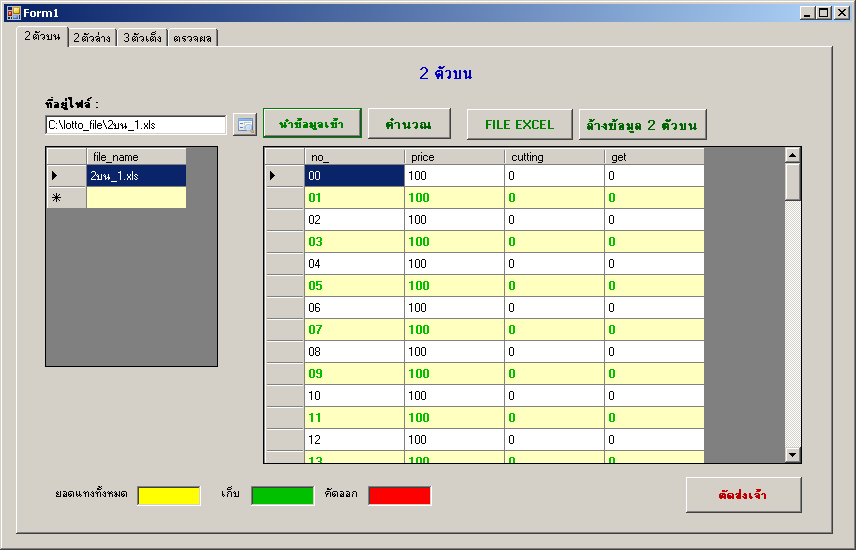 Form1
2 ตัวบน 2 ตัวล่าง 3 ตัวเต็ง ตรวจผล
2 ตัวบน
ที่อยู่ไฟล์ :
C:\lotto_file\2บน_1.xls นำข้อมูลเข้า คำนวณ FILE EXCEL ล้างข้อมูล 2 ตัวบน
file_name
2บน_1.xls
no_ price cutting get
00 100 0 0
01 100 0 0
02 100 0 0
03 100 0 0
04 100 0 0
05 100 0 0
06 100 0 0
07 100 0 0
08 100 0 0
09 100 0 0
10 100 0 0
11 100 0 0
12 100 0 0
13 100 0 0
ยอดแทงทั้งหมด เก็บ คัดออก ตัดส่งเจ้า